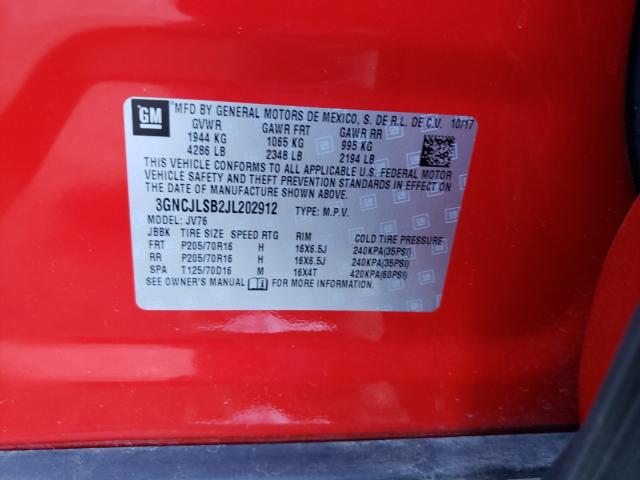 GM MFD BY GENERAL MOTORS DE MEXICO, S. DE R.L. DE C.V. 10/17
GVWR GAWR FRT GAWR RR
1944 KG 1065 KG 995 KG
4286 LB 2348 LB 2194 LB
THIS VEHICLE CONFORMS TO ALL APPLICABLE U.S. FEDERAL MOTOR
VEHICLE SAFETY AND THEFT PREVENTION STANDARDS IN EFFECT ON
THE DATE OF MANUFACTURE SHOWN ABOVE.
3GNCJLSB2JL202912 TYPE: M.P.V.
MODEL: JV76
JBBK TIRE SIZE SPEED RTG RIM COLD TIRE PRESSURE
FRT P205/70R16 H 16X6.5J 240KPA(35PSI)
RR P205/70R16 H 16X6.5J 240KPA(35PSI)
SPA T125/70D16 M 16X4T 420KPA(60PSI)
SEE OWNER'S MANUAL FOR MORE INFORMATION.